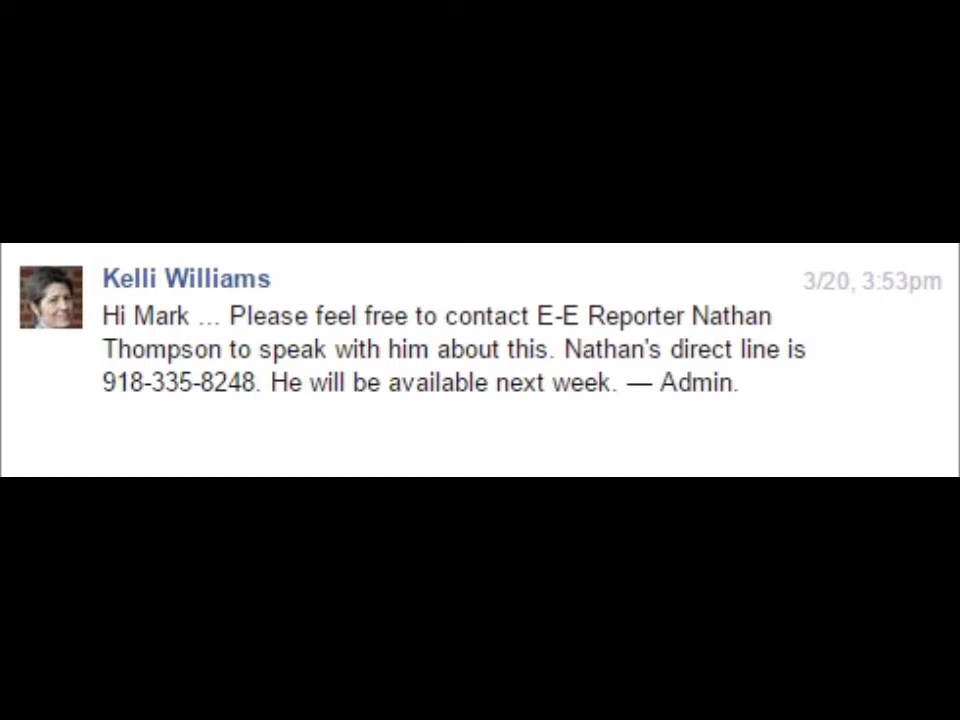 Kelli Williams
3/20, 3:53pm
Hi Mark ... Please feel free to contact E-E Reporter Nathan
Thompson to speak with him about this. Nathan's direct line is
918-335-8248. He will be available next week. — Admin.